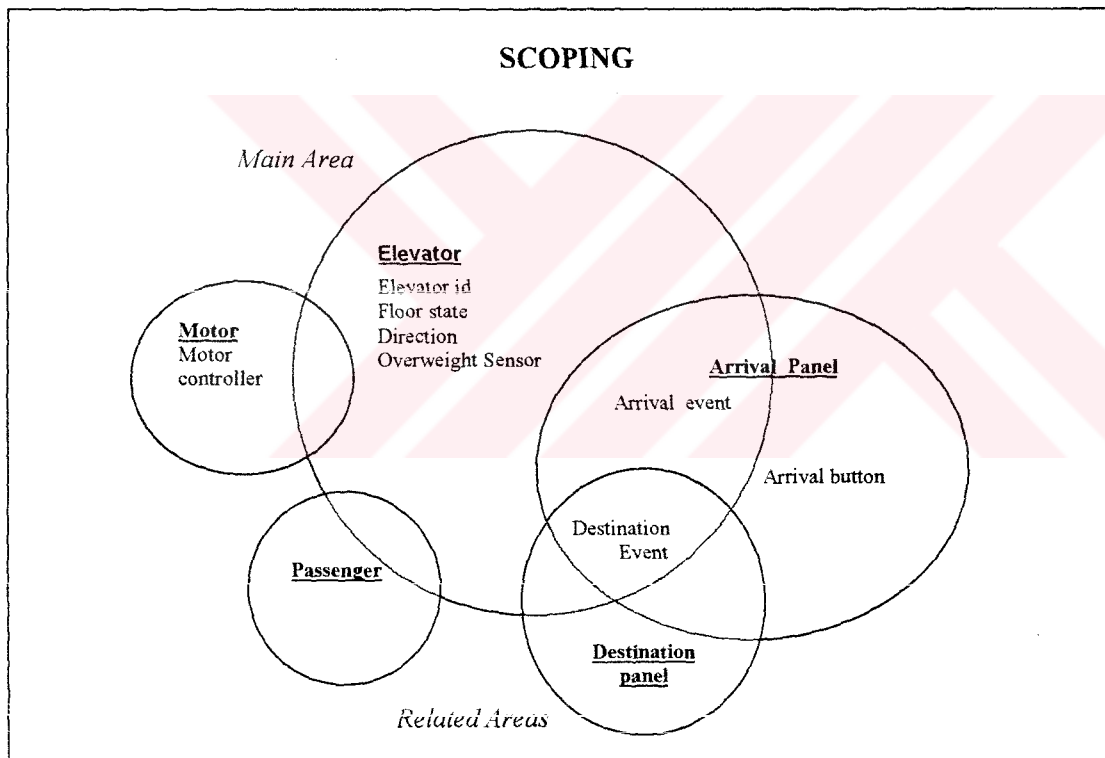 SCOPING
Main Area
Elevator
Elevator id
Floor state
Direction
Overweight Sensor
Motor
Motor
controller
Arrival Panel
Arrival event
Arrival button
Destination
Event
Passenger
Destination
panel
Related Areas